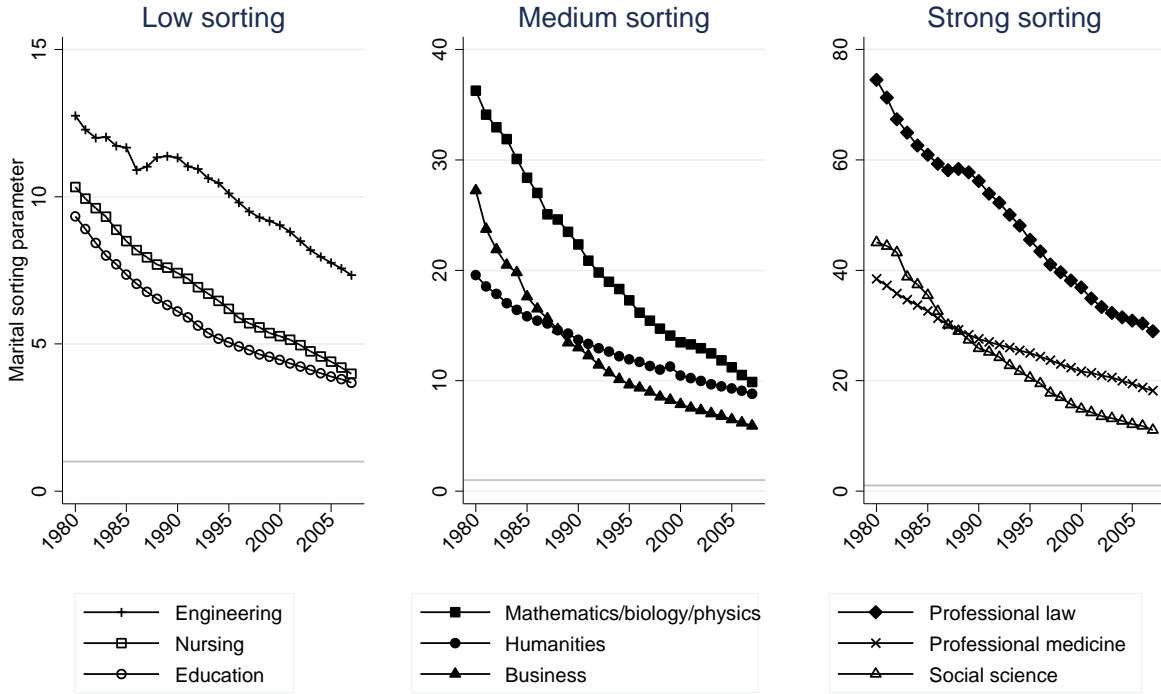 Low sorting
Medium sorting
Strong sorting
Marital sorting parameter
15
10
5
0
1980
1985
1990
1995
2000
2005
40
30
20
10
0
1980
1985
1990
1995
2000
2005
80
60
40
20
0
1980
1985
1990
1995
2000
2005
Engineering
Nursing
Education
Mathematics/biology/physics
Humanities
Business
Professional law
Professional medicine
Social science